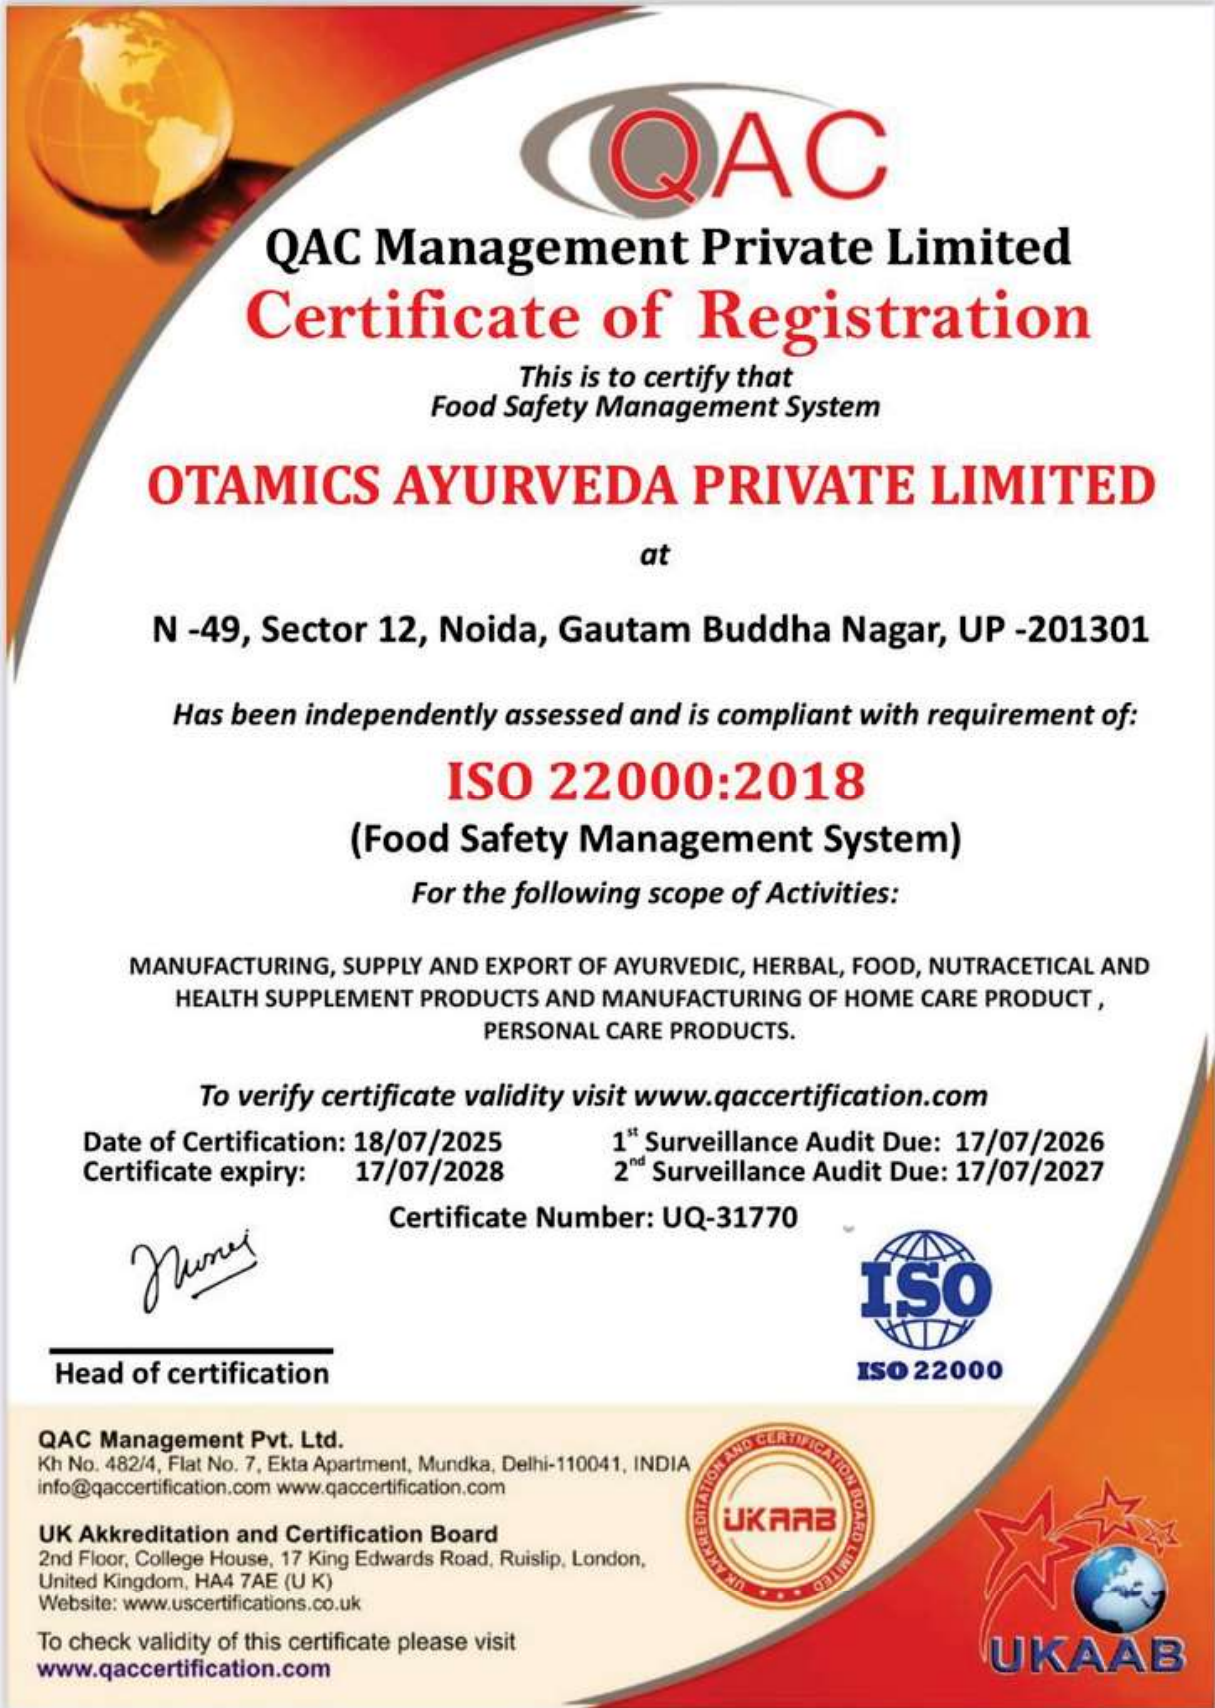 QAC
QAC Management Private Limited
Certificate of Registration
This is to certify that
Food Safety Management System
OTAMICS AYURVEDA PRIVATE LIMITED
at
N -49, Sector 12, Noida, Gautam Buddha Nagar, UP -201301
Has been independently assessed and is compliant with requirement of:
ISO 22000:2018
(Food Safety Management System)
For the following scope of Activities:
MANUFACTURING, SUPPLY AND EXPORT OF AYURVEDIC, HERBAL, FOOD, NUTRACETICAL AND
HEALTH SUPPLEMENT PRODUCTS AND MANUFACTURING OF HOME CARE PRODUCT ,
PERSONAL CARE PRODUCTS.
To verify certificate validity visit www.qaccertification.com
Date of Certification: 18/07/2025
Certificate expiry: 17/07/2028
1st Surveillance Audit Due: 17/07/2026
2nd Surveillance Audit Due: 17/07/2027
Certificate Number: UQ-31770
Head of certification
ISO
ISO 22000
QAC Management Pvt. Ltd.
Kh No. 482/4, Flat No. 7, Ekta Apartment, Mundka, Delhi-110041, INDIA
info@qaccertification.com www.qaccertification.com
UK Akkreditation and Certification Board
2nd Floor, College House, 17 King Edwards Road, Ruislip, London,
United Kingdom, HA4 7AE (U K)
Website: www.uscertifications.co.uk
To check validity of this certificate please visit
www.qaccertification.com
UK AKKREDITATION AND CERTIFICATION BOARD LIMITED
UKAAB
UKAAB